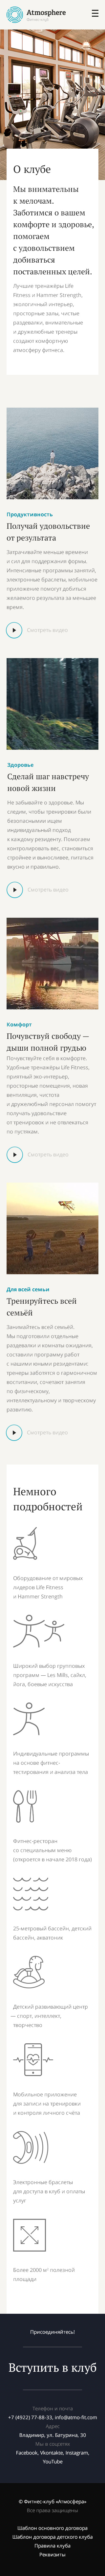 Atmosphere
Фитнес-клуб
О клубе
Мы внимательны
к мелочам.
Заботимся о вашем
комфорте и здоровье,
помогаем
с удовольствием
добиваться
поставленных целей.
Лучшие тренажёры Life
Fitness и Hammer Strength,
экологичный интерьер,
просторные залы, чистые
раздевалки, внимательные
и дружелюбные тренеры
создают комфортную
атмосферу фитнеса.
Продуктивность
Получай удовольствие
от результата
Затрачивайте меньше времени
и сил для поддержания формы.
Интенсивные программы занятий,
электронные браслеты, мобильное
приложение помогут добиться
желаемого результата за меньшее
время.
Смотреть видео
Здоровье
Сделай шаг навстречу
новой жизни
Не забывайте о здоровье. Мы
следим, чтобы тренировки были
безопасными ищем
индивидуальный подход
к каждому резиденту. Помогаем
контролировать вес, становиться
стройнее и выносливее, питаться
вкусно и правильно.
Смотреть видео
Комфорт
Почувствуй свободу —
дыши полной грудью
Почувствуйте себя в комфорте.
Удобные тренажёры Life Fitness,
приятный эко-интерьер,
просторные помещения, новая
вентиляция, чистота
и дружелюбный персонал помогут
получать удовольствие
от тренировок и не отвлекаться
по пустякам.
Смотреть видео
Для всей семьи
Тренируйтесь всей
семьёй
Занимайтесь всей семьёй.
Мы подготовили отдельные
раздевалки и комнаты ожидания,
составили программу работ
с нашими юными резидентами:
тренеры заботятся о гармоничном
воспитании, сочетают занятия
по физическому,
интеллектуальному и творческому
развитию.
Смотреть видео
Немного
подробностей
Оборудование от мировых
лидеров Life Fitness
и Hammer Strength
Широкий выбор групповых
программ — Les Mills, сайкл,
йога, боевые искусства
Индивидуальные программы
на основе фитнес-
тестирования и анализа тела
Фитнес-ресторан
со специальным меню
(откроется в начале 2018 года)
25-метровый бассейн, детский
бассейн, аквагоник
Детский развивающий центр
— спорт, интеллект,
творчество
Мобильное приложение
для записи на тренировки
и контроля личного счёта
Электронные браслеты
для доступа в клуб и оплаты
услуг
Более 2000 м² полезной
площади
Присоединяйтесь!
Вступить в клуб
Телефон и почта
+7 (4922) 77-88-33, info@atmo-fit.com
Адрес
Владимир, ул. Батурина, 30
Мы в соцсетях
Facebook, Vkontakte, Instagram,
YouTube
© Фитнес-клуб «Атмосфера»
Все права защищены
Шаблон основного договора
Шаблон договора детского клуба
Правила клуба
Реквизиты